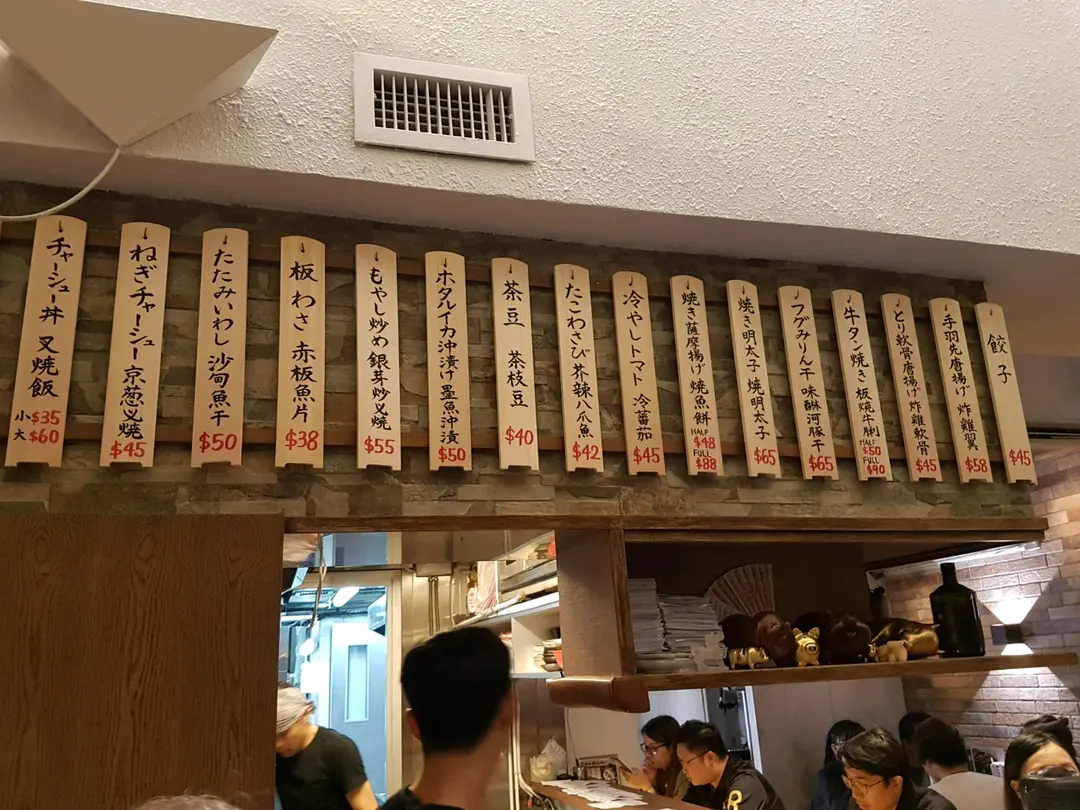 チャーシュー丼 叉焼飯
小 $35
大 $60
ねぎチャーシュー 京葱叉燒
$45
たたみいわし 沙甸魚干
$50
板わさ 赤板魚片
$38
もやし炒め 銀芽炒叉燒
$55
ホタルイカ沖漬け 墨魚沖漬
$50
茶豆 茶枝豆
$40
たこわさび 芥辣八爪魚
$42
冷やしトマト 冷蕃茄
$45
焼き薩摩揚げ 燒魚餅
HALF
$48
FULL
$88
焼き明太子 燒明太子
$65
フグみりん干 味醂河豚干
$65
牛タン焼き 板燒牛脷
HALF
$50
FULL
$90
とり軟骨唐揚げ 炸雞軟骨
$45
手羽先唐揚げ 炸雞翼
$58
餃子
$45